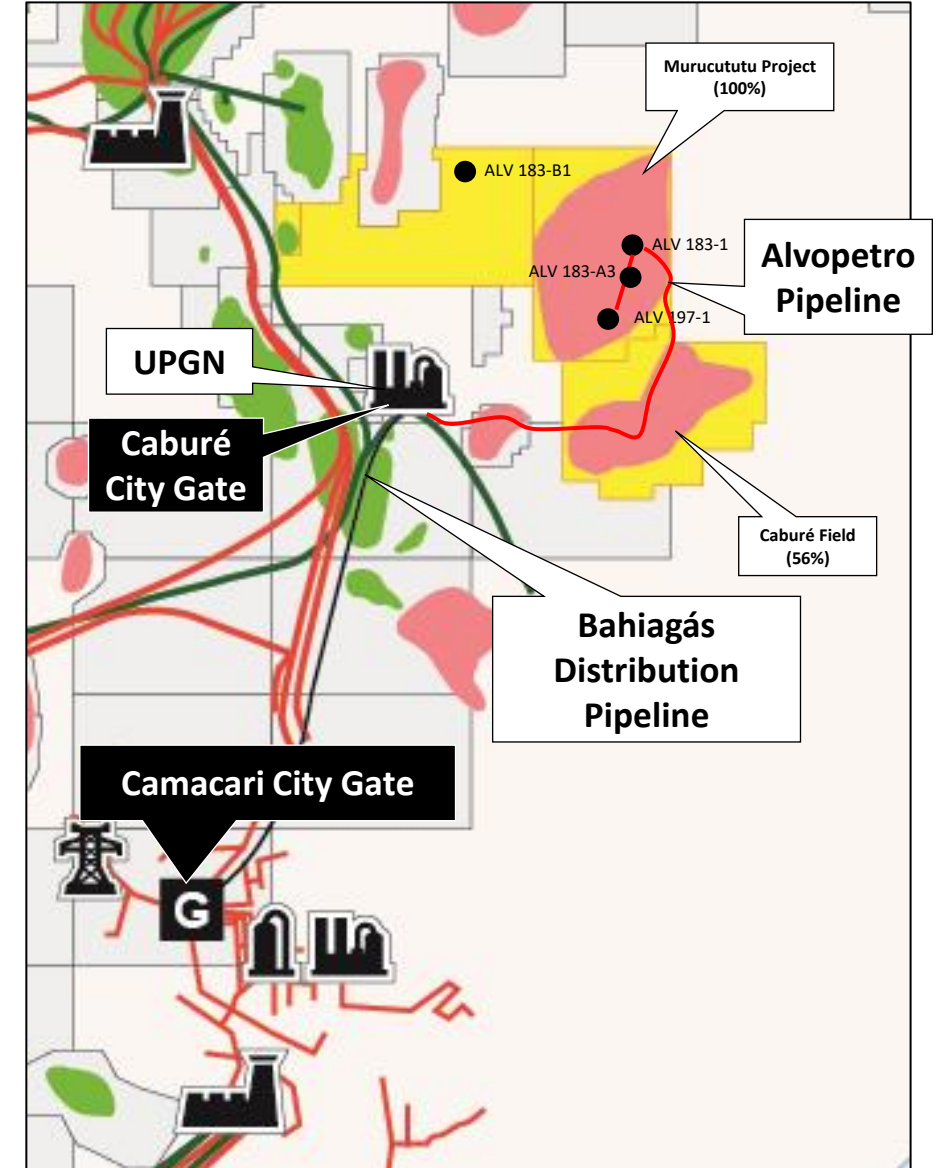 Murucututu Project
(100%)
ALV 183-B1
ALV 183-1
Alvopetro
Pipeline
ALV 183-A3
ALV 197-1
UPGN
Caburé
City Gate
Caburé Field
(56%)
Bahiagás
Distribution
Pipeline
Camacari City Gate
G